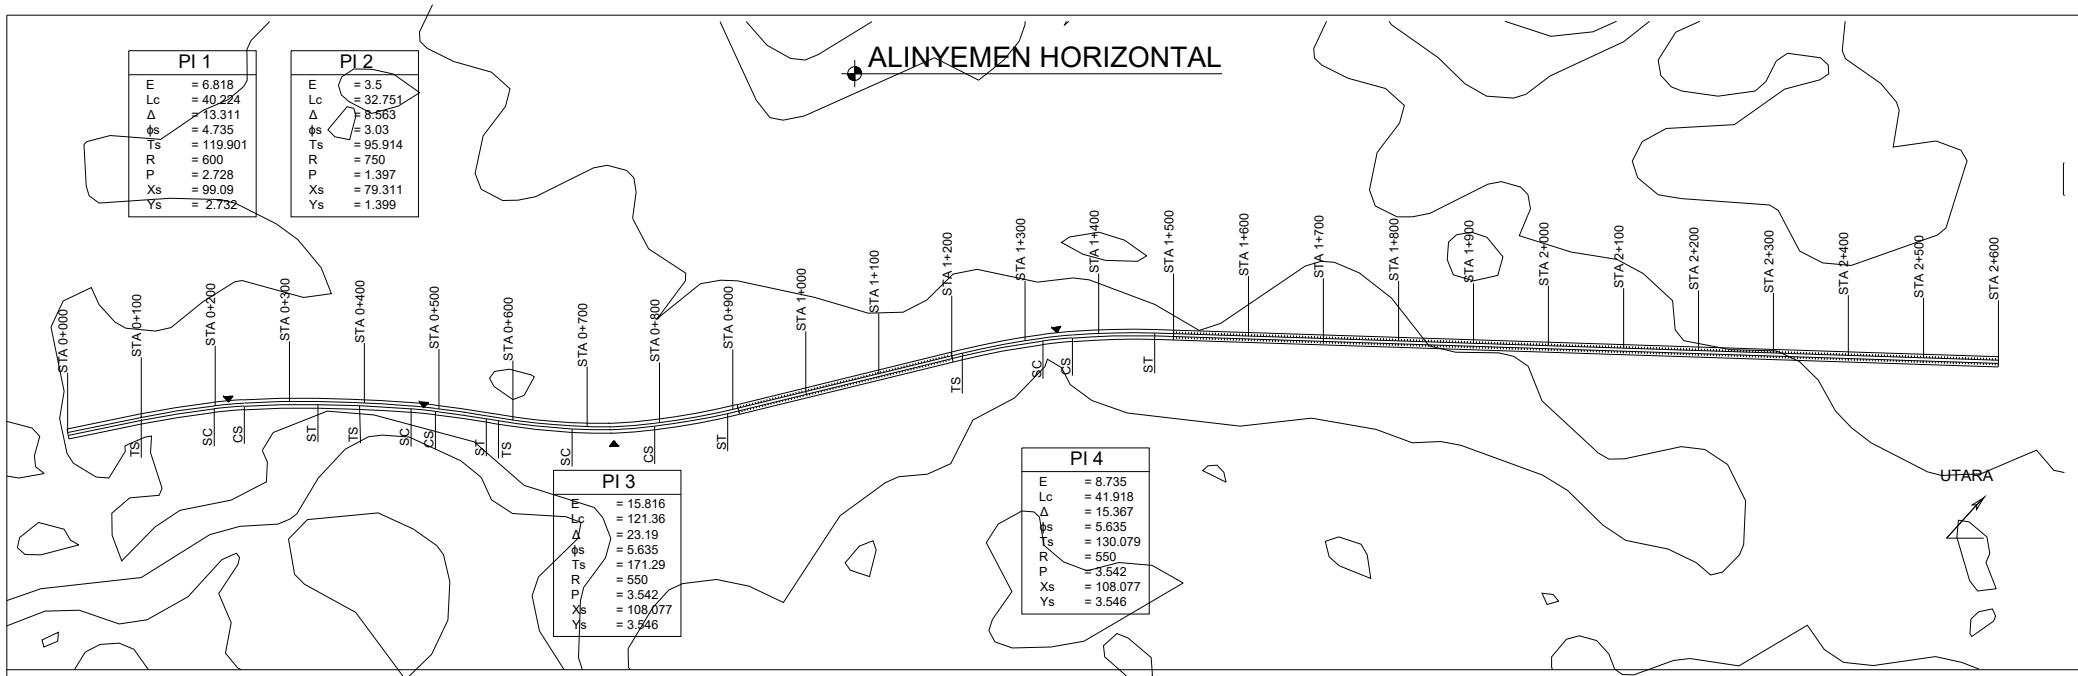 ALINYEMEN HORIZONTAL
PI 1
E = 6.818
Lc = 40.224
Δ = 13.311
ϕs = 4.735
Ts = 119.901
R = 600
P = 2.728
Xs = 99.09
Ys = 2.732
PI 2
E = 3.5
Lc = 32.751
Δ = 8.563
ϕs = 3.03
Ts = 95.914
R = 750
P = 1.397
Xs = 79.311
Ys = 1.399
STA 0+000
STA 0+100
STA 0+200
STA 0+300
STA 0+400
STA 0+500
STA 0+600
STA 0+700
STA 0+800
STA 0+900
STA 1+000
STA 1+100
STA 1+200
STA 1+300
STA 1+400
STA 1+500
STA 1+600
STA 1+700
STA 1+800
STA 1+900
STA 2+000
STA 2+100
STA 2+200
STA 2+300
STA 2+400
STA 2+500
STA 2+600
TS
SC
CS
ST
TS
SC
CS
ST
TS
SC
CS
ST
TS
SC
CS
ST
PI 3
E = 15.816
Lc = 121.36
Δ = 23.19
ϕs = 5.635
Ts = 171.29
R = 550
P = 3.542
Xs = 108.077
Ys = 3.546
PI 4
E = 8.735
Lc = 41.918
Δ = 15.367
ϕs = 5.635
Ts = 130.079
R = 550
P = 3.542
Xs = 108.077
Ys = 3.546
UTARA